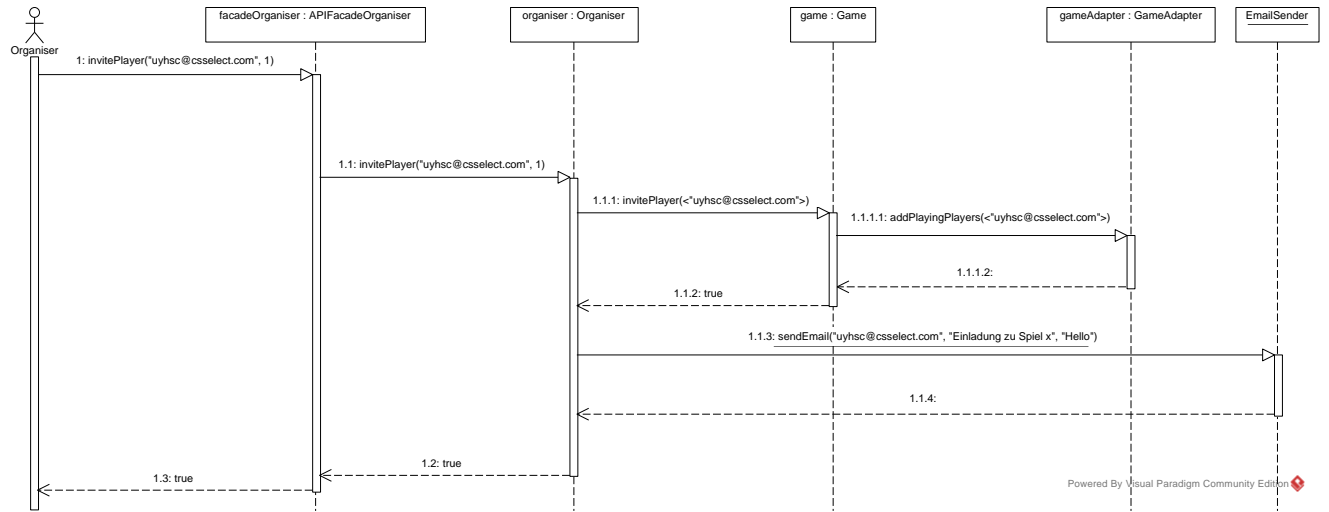 facadeOrganiser : APIFacadeOrganiser
organiser : Organiser
game : Game
gameAdapter : GameAdapter
EmailSender
Organiser
1: invitePlayer("uyhsc@csselect.com", 1)
1.1: invitePlayer("uyhsc@csselect.com", 1)
1.1.1: invitePlayer(<"uyhsc@csselect.com">)
1.1.1.1: addPlayingPlayers(<"uyhsc@csselect.com">)
1.1.1.2:
1.1.2: true
1.1.3: sendEmail("uyhsc@csselect.com", "Einladung zu Spiel x", "Hello")
1.1.4:
1.2: true
1.3: true
Powered By Visual Paradigm Community Edition